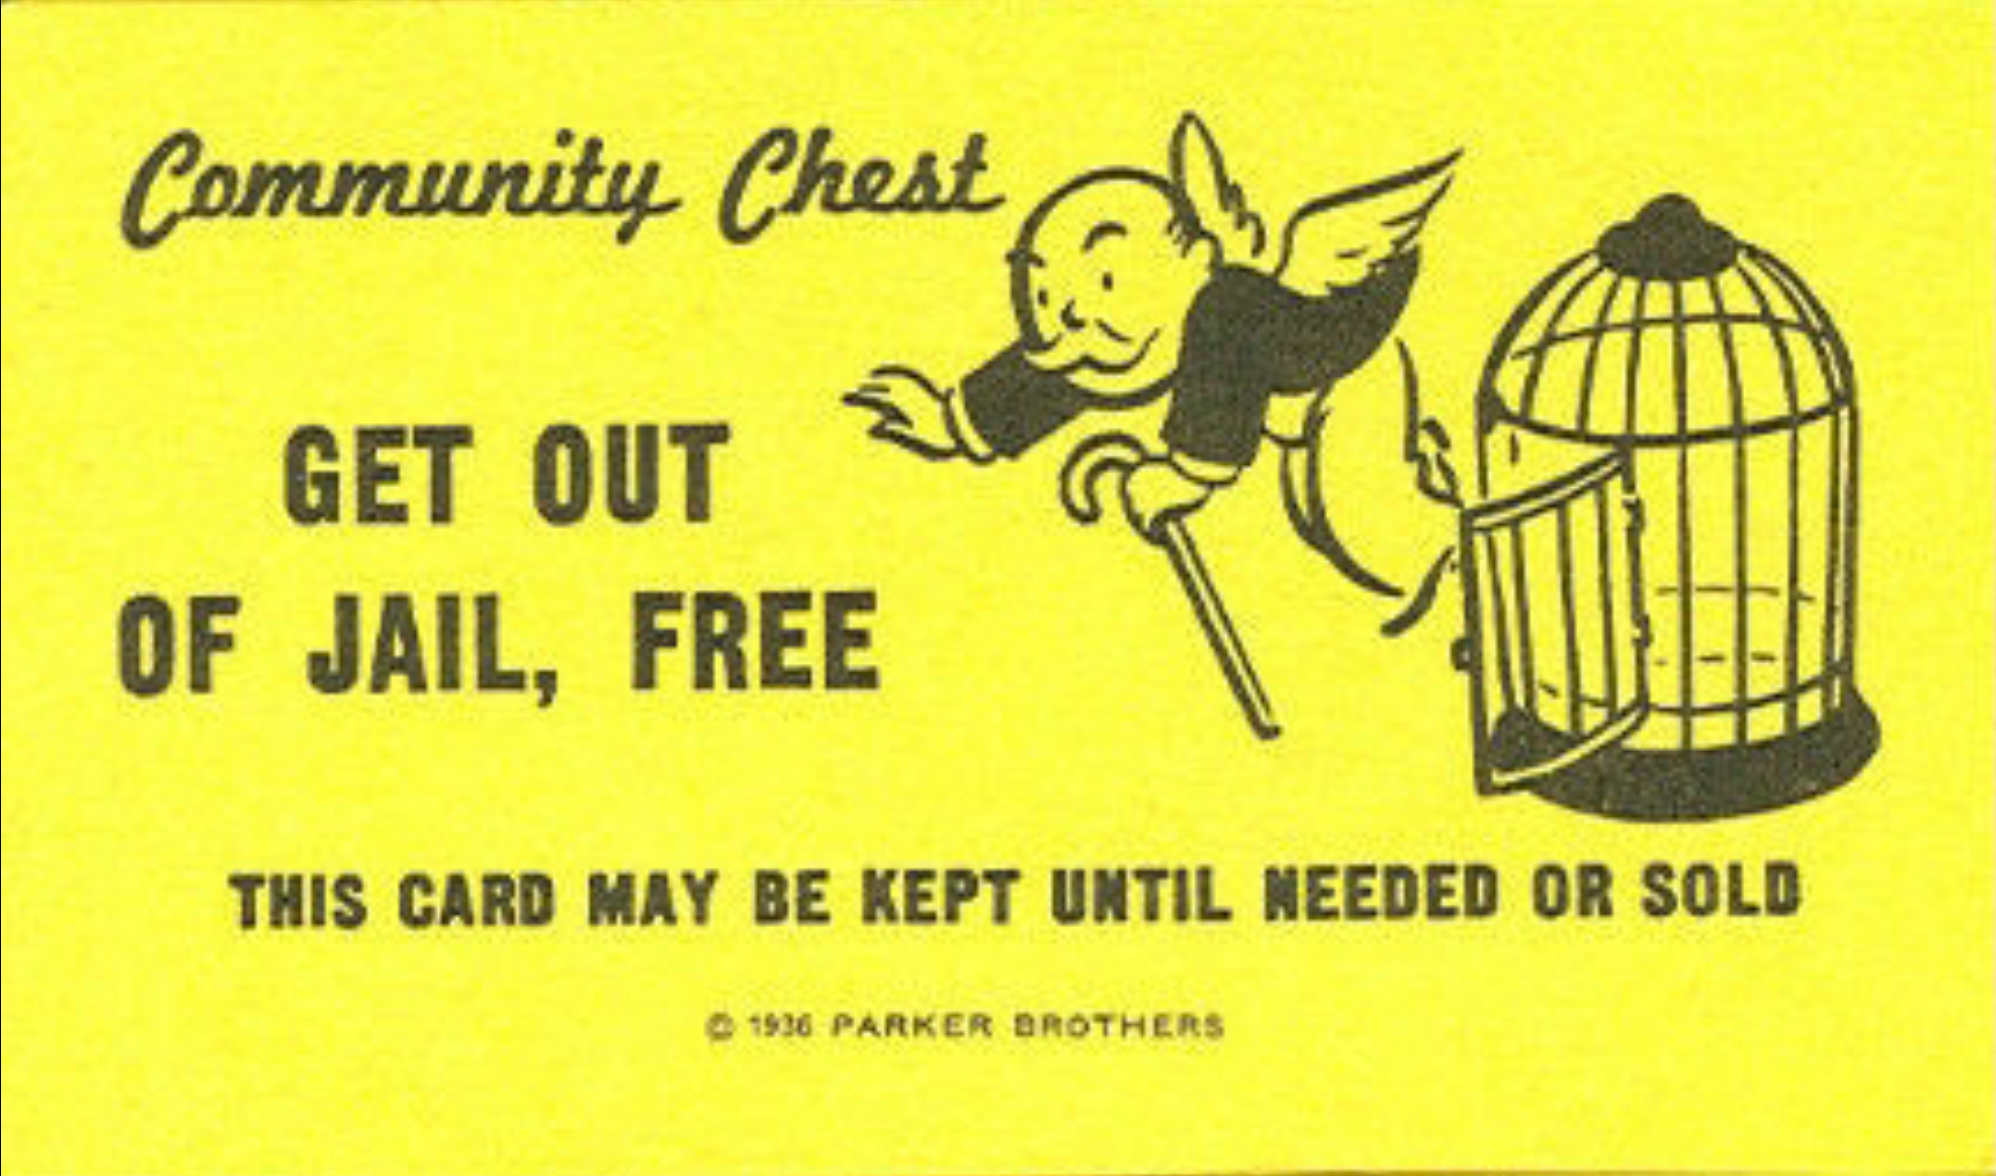 Community Chest
GET OUT
OF JAIL, FREE
THIS CARD MAY BE KEPT UNTIL NEEDED OR SOLD
© 1936 PARKER BROTHERS